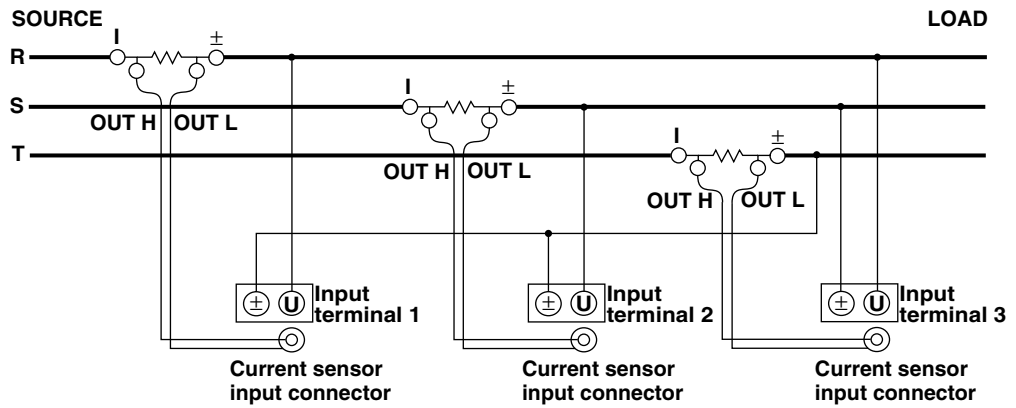 SOURCE
LOAD
I
±
R
I
±
S
OUT H
OUT L
I
±
T
OUT H
OUT L
OUT H
OUT L
± U
Input
terminal 1
± U
Input
terminal 2
± U
Input
terminal 3
Current sensor
input connector
Current sensor
input connector
Current sensor
input connector